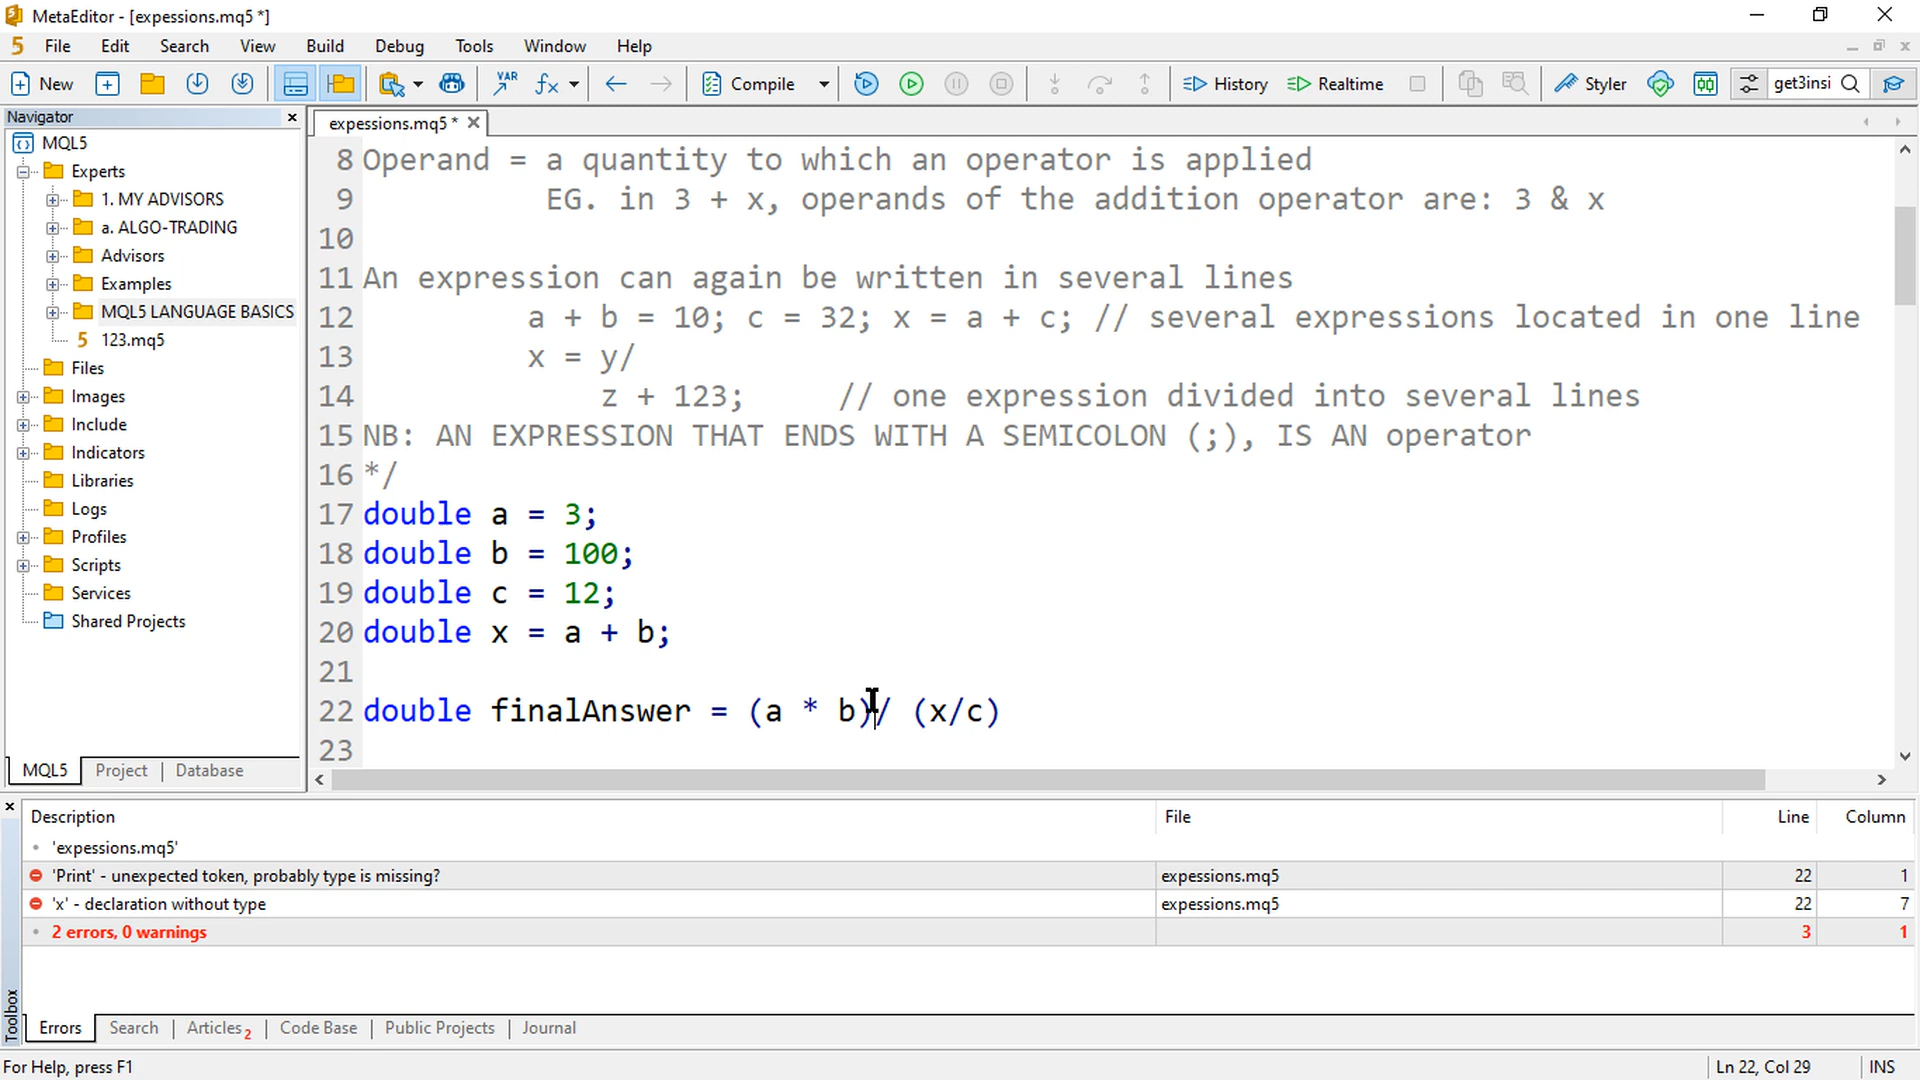 MetaEditor - [expessions.mq5 *]
5 File Edit Search View Build Debug Tools Window Help
New VAR fx Compile History Realtime Styler get3insi
Navigator
expessions.mq5 *
MQL5
Experts
1. MY ADVISORS
a. ALGO-TRADING
Advisors
Examples
MQL5 LANGUAGE BASICS
5 123.mq5
Files
Images
Include
Indicators
Libraries
Logs
Profiles
Scripts
Services
Shared Projects
MQL5 Project Database
8 Operand = a quantity to which an operator is applied
9 EG. in 3 + x, operands of the addition operator are: 3 & x
10
11 An expression can again be written in several lines
12 a + b = 10; c = 32; x = a + c; // several expressions located in one line
13 x = y/
14 z + 123; // one expression divided into several lines
15 NB: AN EXPRESSION THAT ENDS WITH A SEMICOLON (;), IS AN operator
16 */
17 double a = 3;
18 double b = 100;
19 double c = 12;
20 double x = a + b;
21
22 double finalAnswer = (a * b)/ (x/c)
23
Description File Line Column
'expessions.mq5'
'Print' - unexpected token, probably type is missing? expessions.mq5 22 1
'x' - declaration without type expessions.mq5 22 7
2 errors, 0 warnings 3 1
Toolbox
Errors Search Articles 2 Code Base Public Projects Journal
For Help, press F1 Ln 22, Col 29 INS